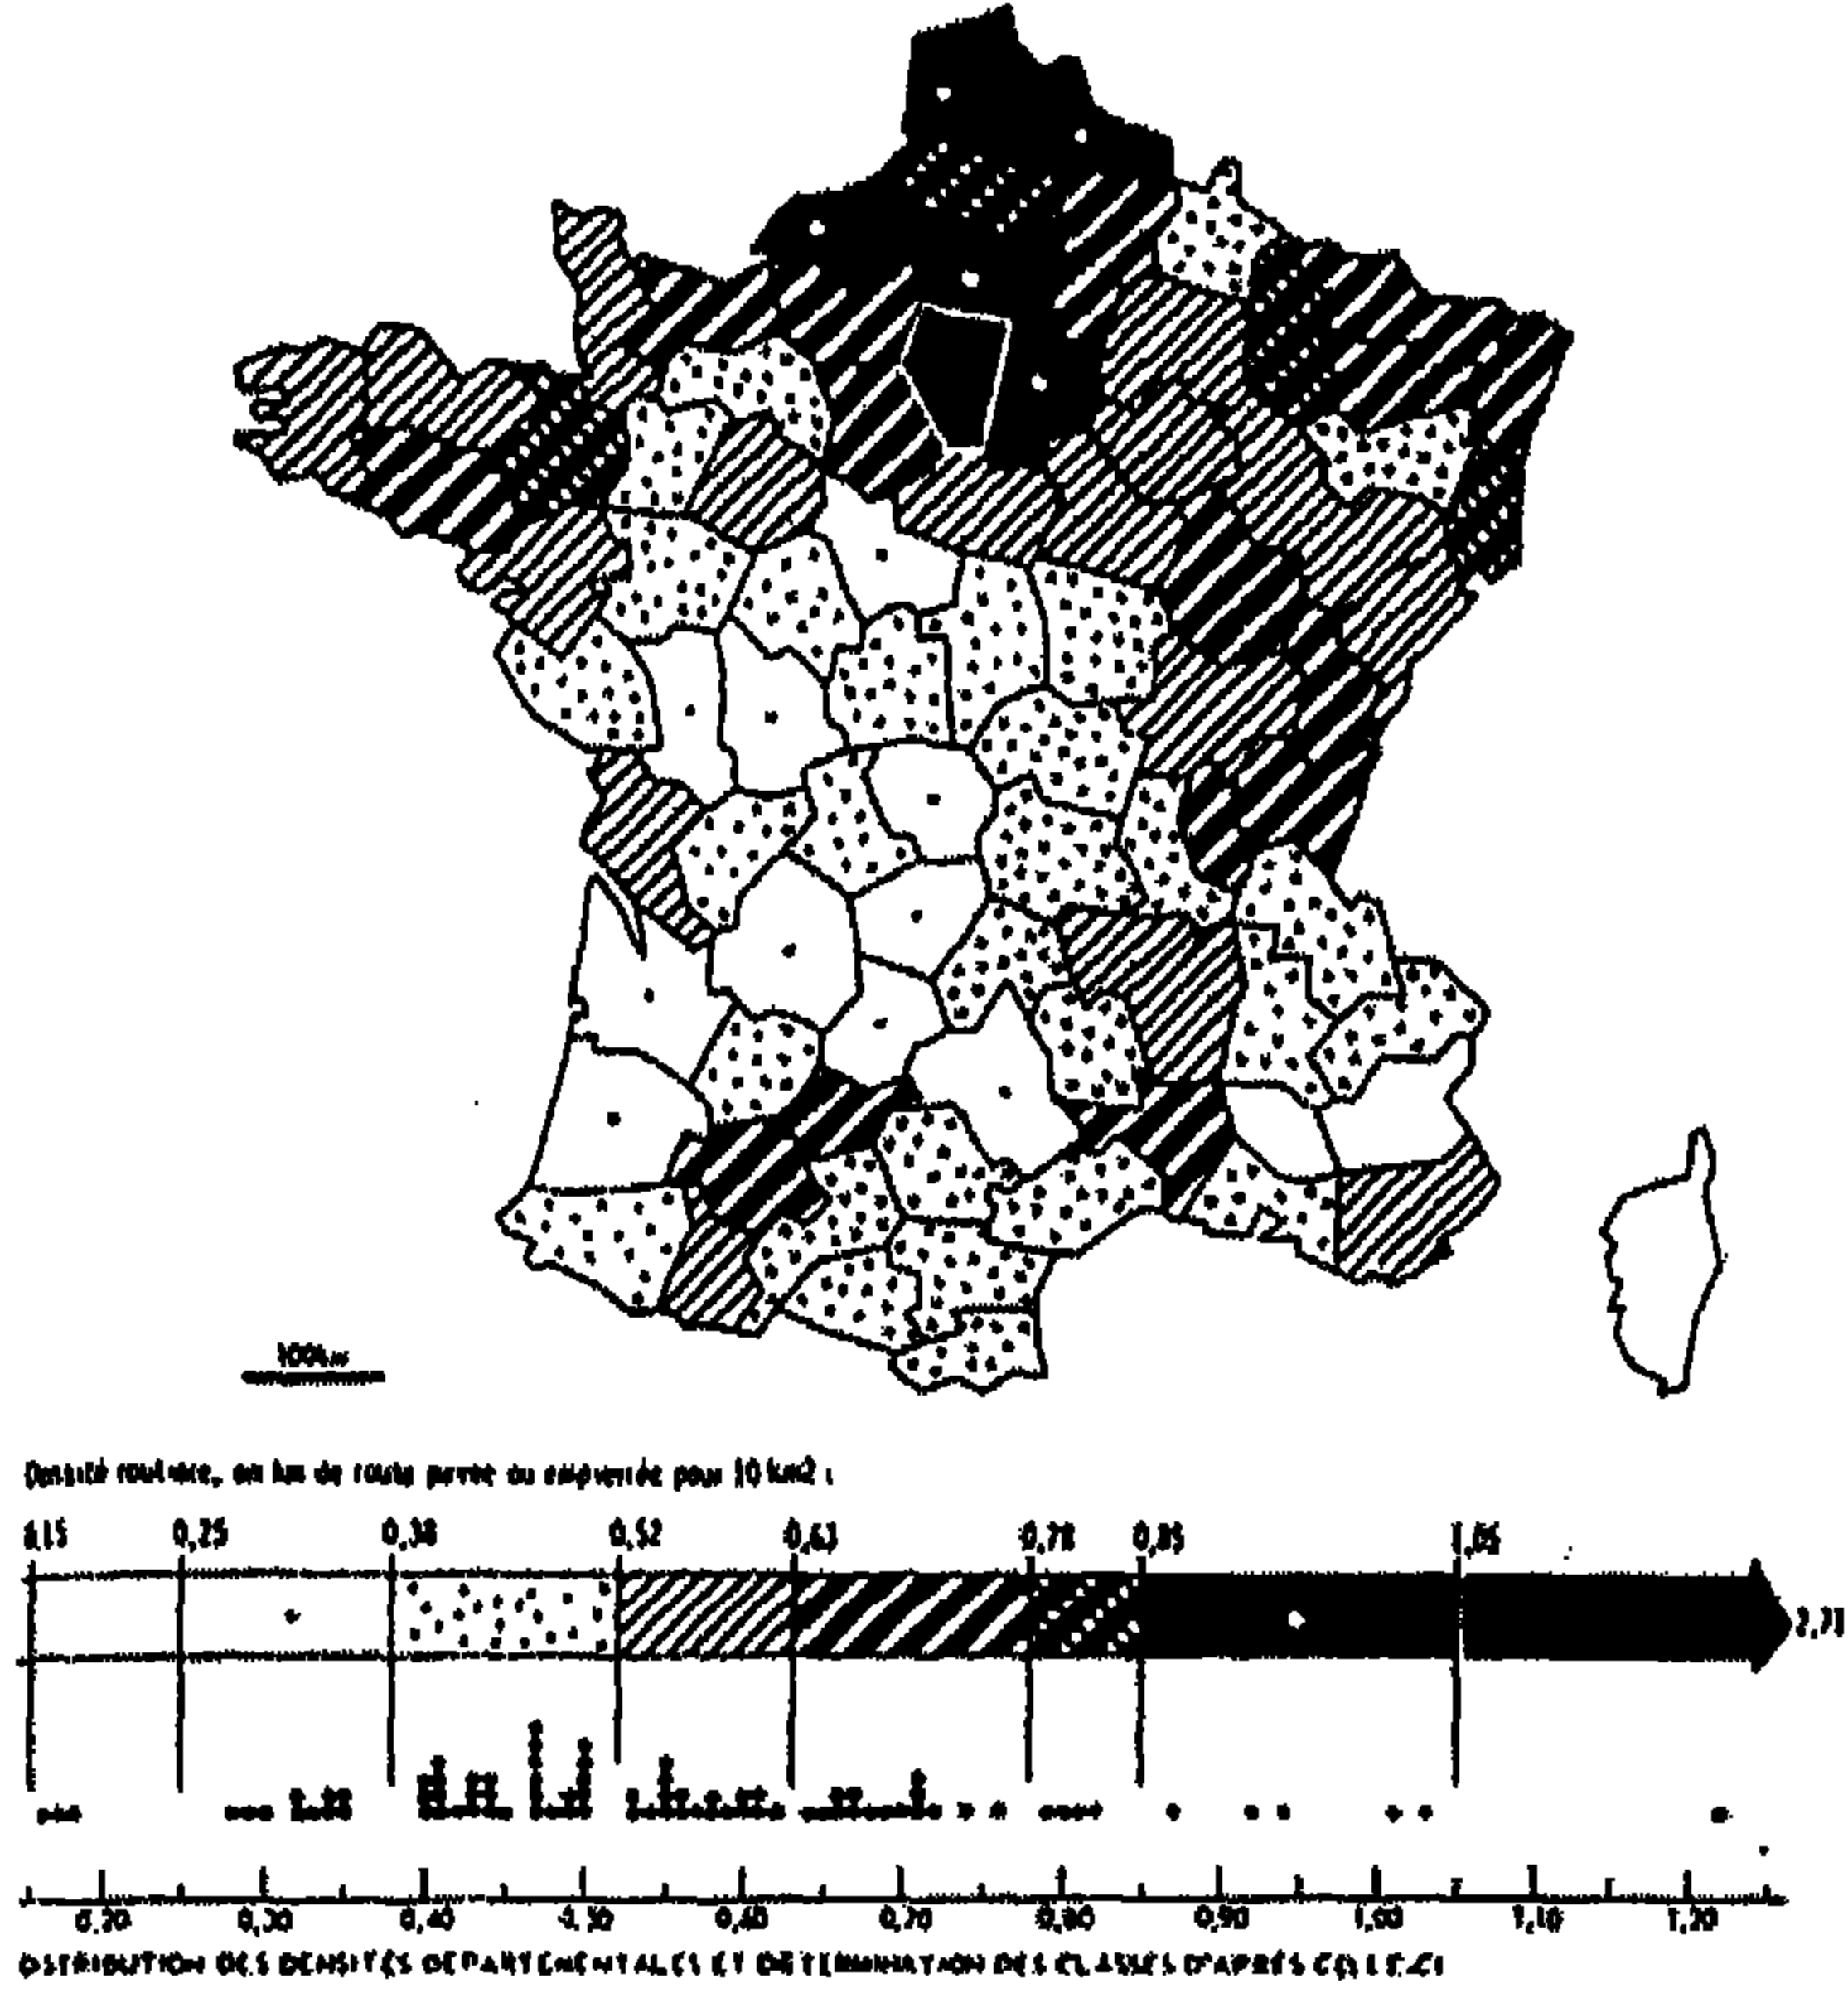 100 km
Densité routière, en km de route pavée ou empierrée pour 10 km2 :
0,15 0,25 0,38 0,52 0,63 0,78 0,85 1,05
2,71
0,20 0,30 0,40 0,50 0,60 0,70 0,80 0,90 1,00 1,10 1,20
DISTRIBUTION DES DENSITÉS DÉPARTEMENTALES ET DÉTERMINATION DES CLASSES D'APRÈS CELLE-CI